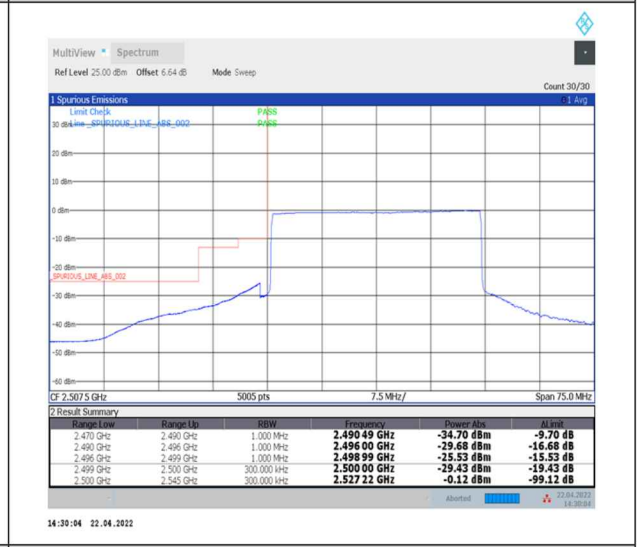 MultiView Spectrum
Ref Level 25.00 dBm Offset 6.64 dB Mode Sweep
Count 30/30
1 Spurious Emissions 1 Avg
Limit Check PASS
30 dBm Line _SPURIOUS_LINE_ABS_002 PASS
20 dBm
10 dBm
0 dBm
-10 dBm
-20 dBm
_SPURIOUS_LINE_ABS_002
-30 dBm
-40 dBm
-50 dBm
-60 dBm
CF 2.5075 GHz 5005 pts 7.5 MHz/ Span 75.0 MHz
2 Result Summary
Range Low Range Up RBW Frequency Power Abs ΔLimit
2.470 GHz 2.490 GHz 1.000 MHz 2.490 49 GHz -34.70 dBm -9.70 dB
2.490 GHz 2.496 GHz 1.000 MHz 2.496 00 GHz -29.68 dBm -16.68 dB
2.496 GHz 2.499 GHz 1.000 MHz 2.498 99 GHz -25.53 dBm -15.53 dB
2.499 GHz 2.500 GHz 300.000 kHz 2.500 00 GHz -29.43 dBm -19.43 dB
2.500 GHz 2.545 GHz 300.000 kHz 2.527 22 GHz -0.12 dBm -99.12 dB
Aborted 22.04.2022
14:30:04
14:30:04 22.04.2022